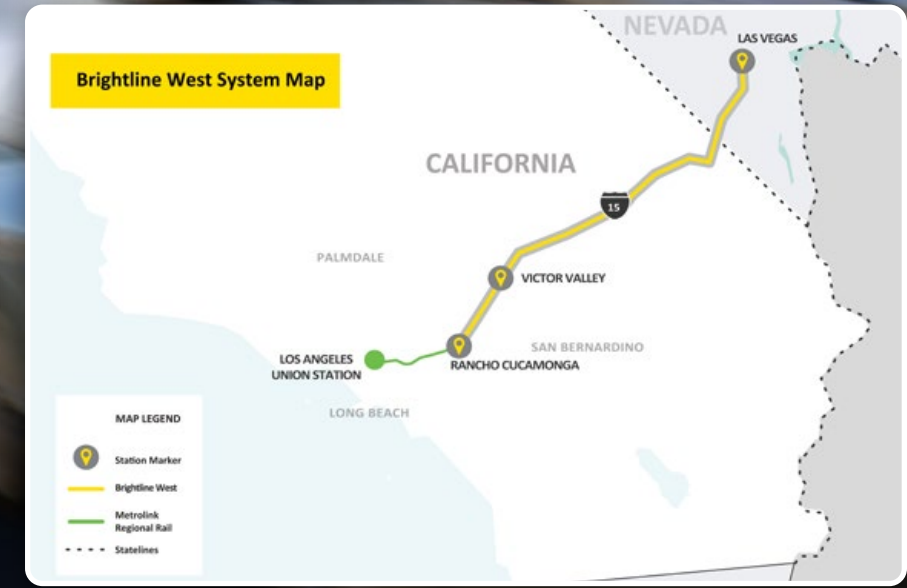 Brightline West System Map
NEVADA
LAS VEGAS
CALIFORNIA
15
PALMDALE
VICTOR VALLEY
SAN BERNARDINO
LOS ANGELES
UNION STATION
RANCHO CUCAMONGA
LONG BEACH
MAP LEGEND
Station Marker
Brightline West
Metrolink
Regional Rail
Statelines